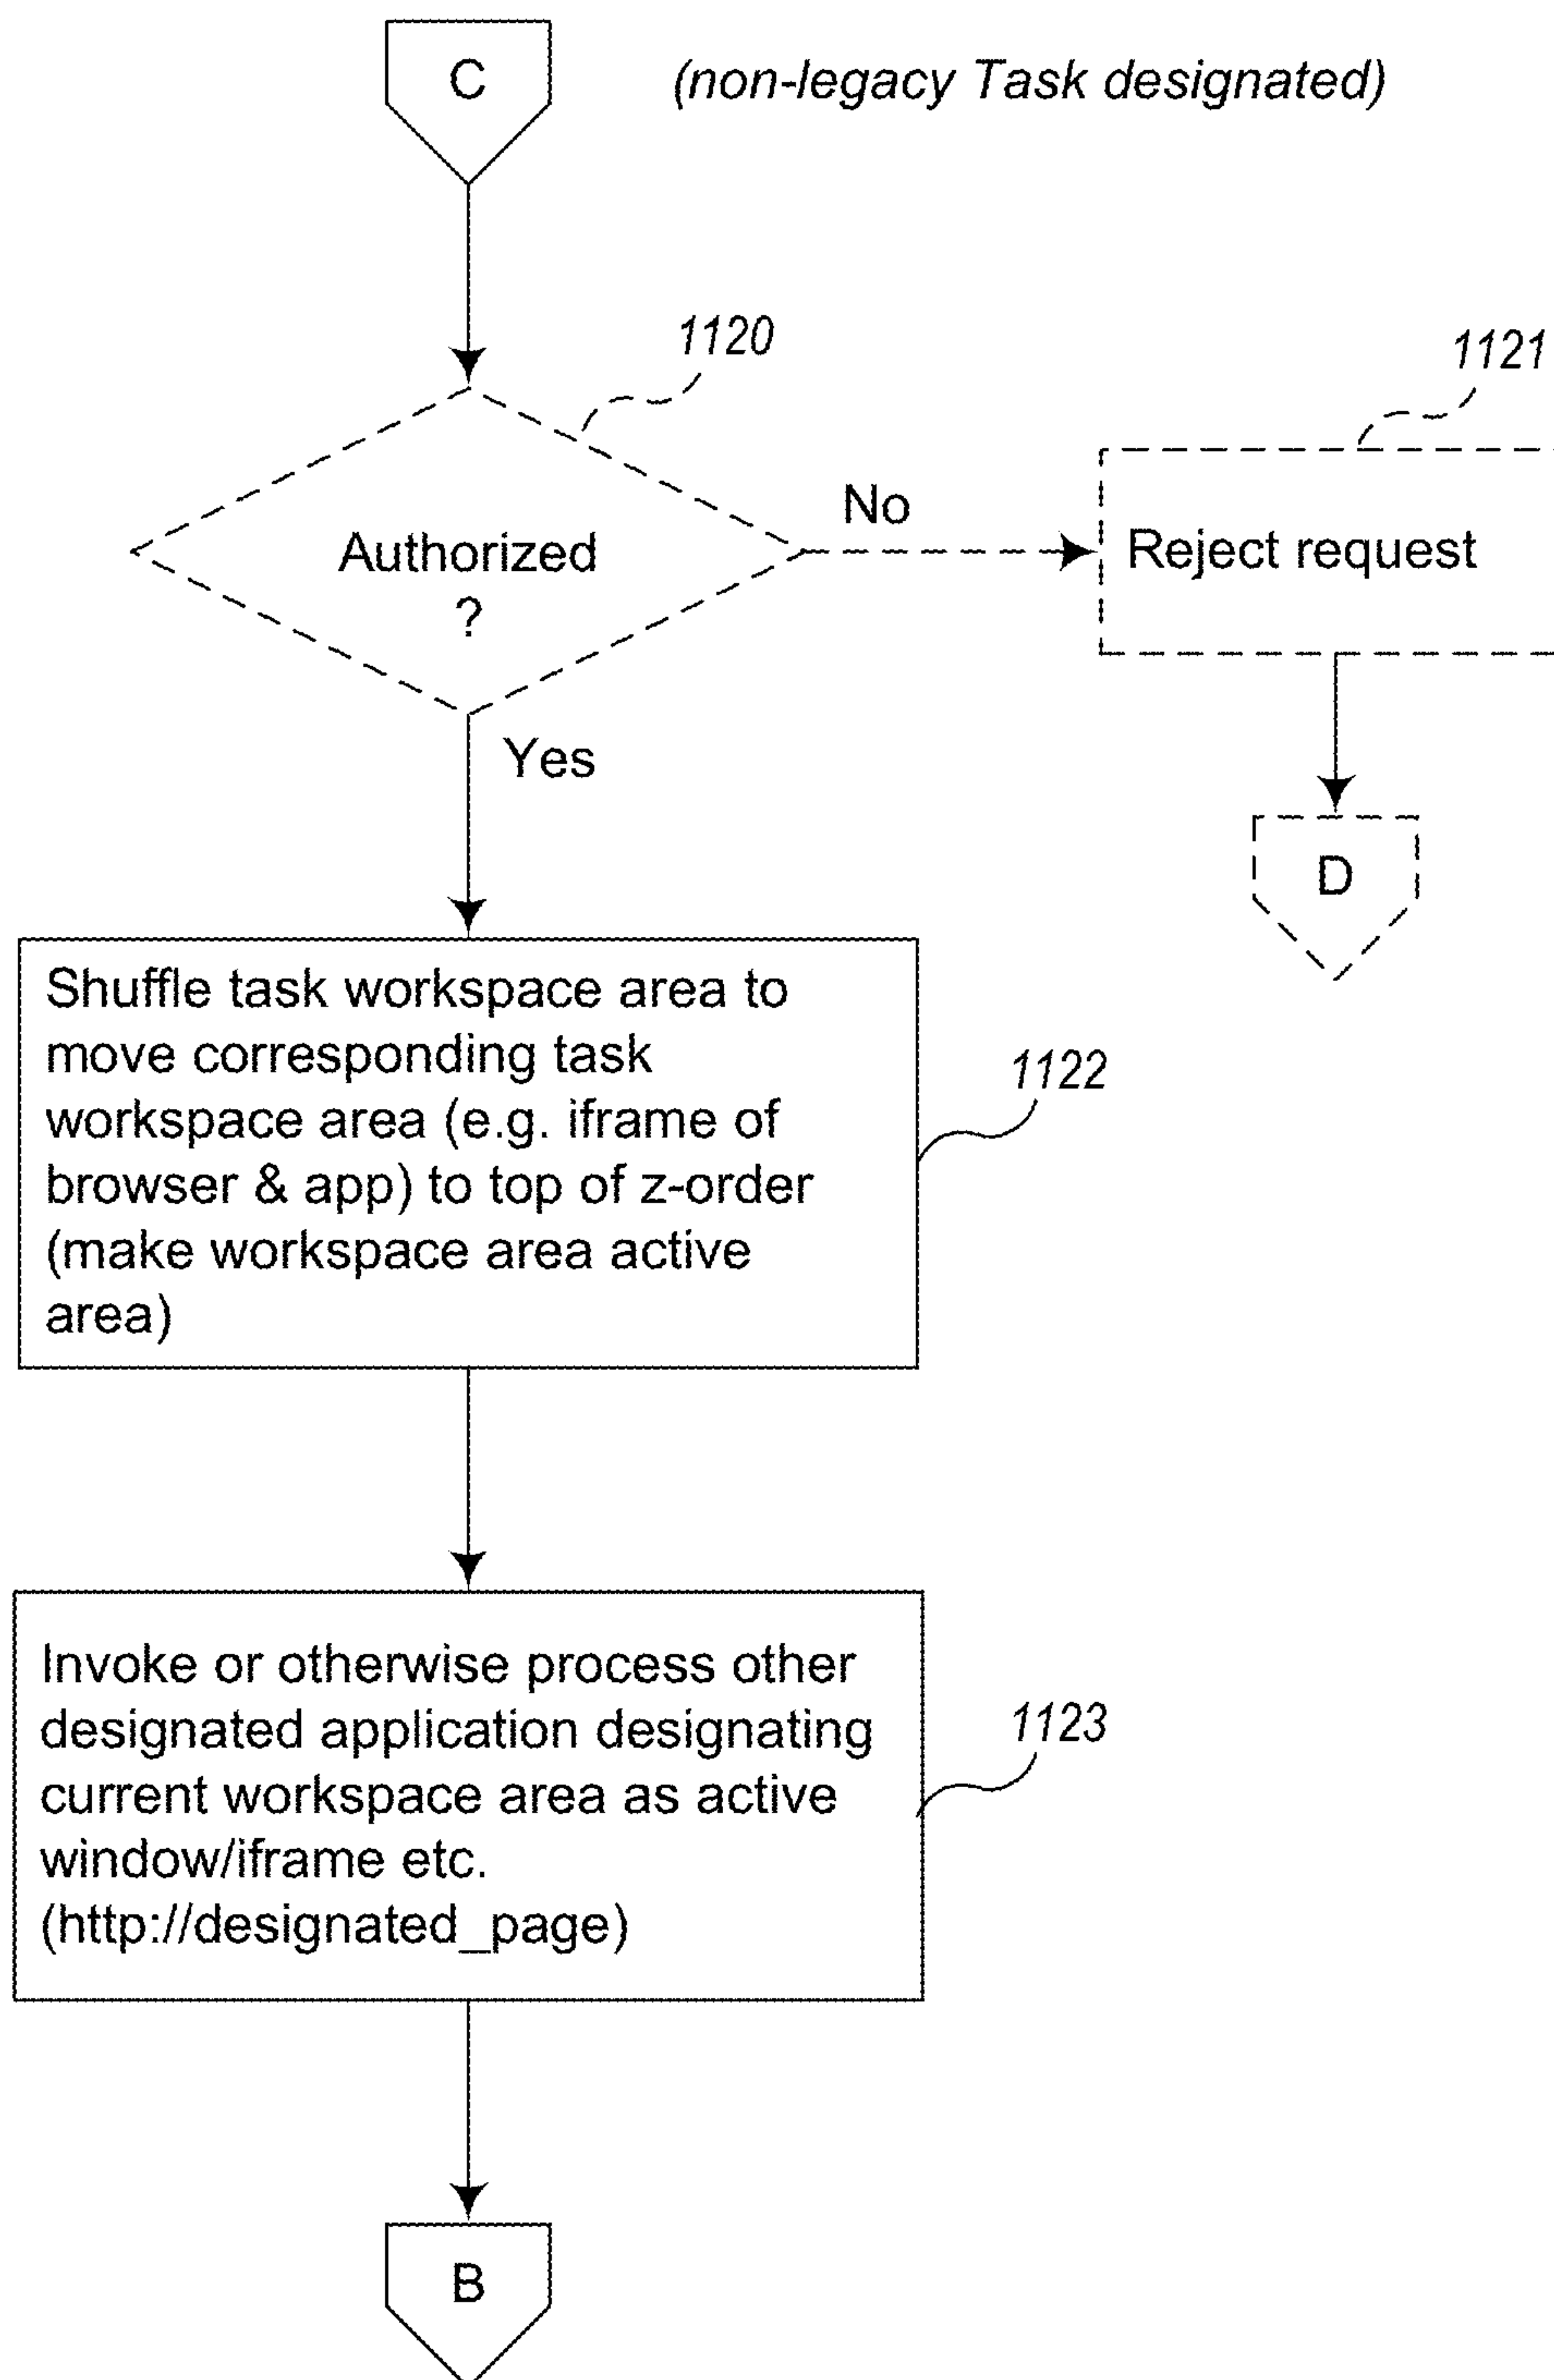 C
(non-legacy Task designated)
1120
1121
Authorized
?
No
Reject request
Yes
D
Shuffle task workspace area to
move corresponding task
workspace area (e.g. iframe of
browser & app) to top of z-order
(make workspace area active
area)
1122
Invoke or otherwise process other
designated application designating
current workspace area as active
window/iframe etc.
(http://designated_page)
1123
B